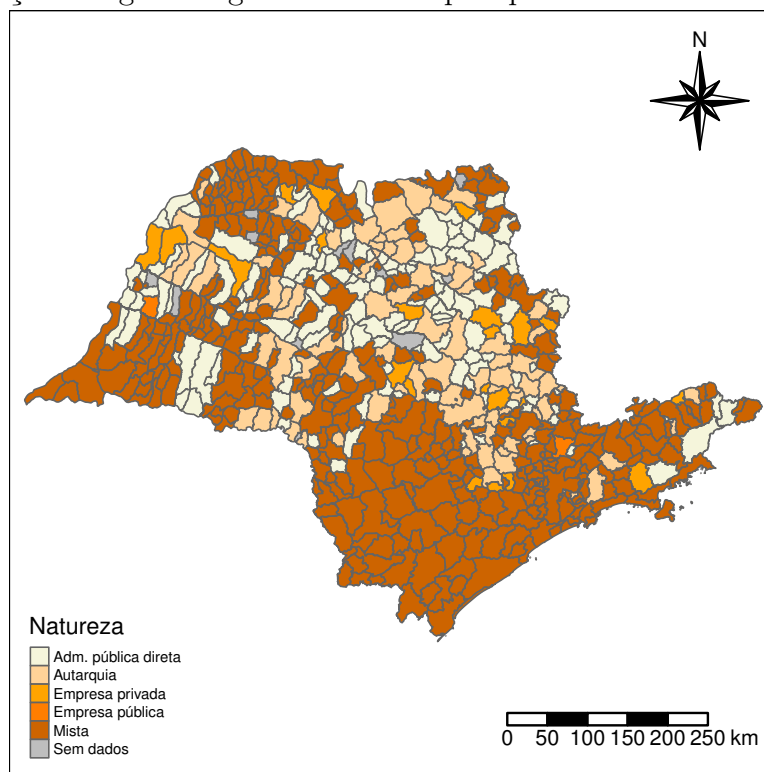 N
Natureza
Adm. pública direta
Autarquia
Empresa privada
Empresa pública
Mista
Sem dados
0 50 100 150 200 250 km